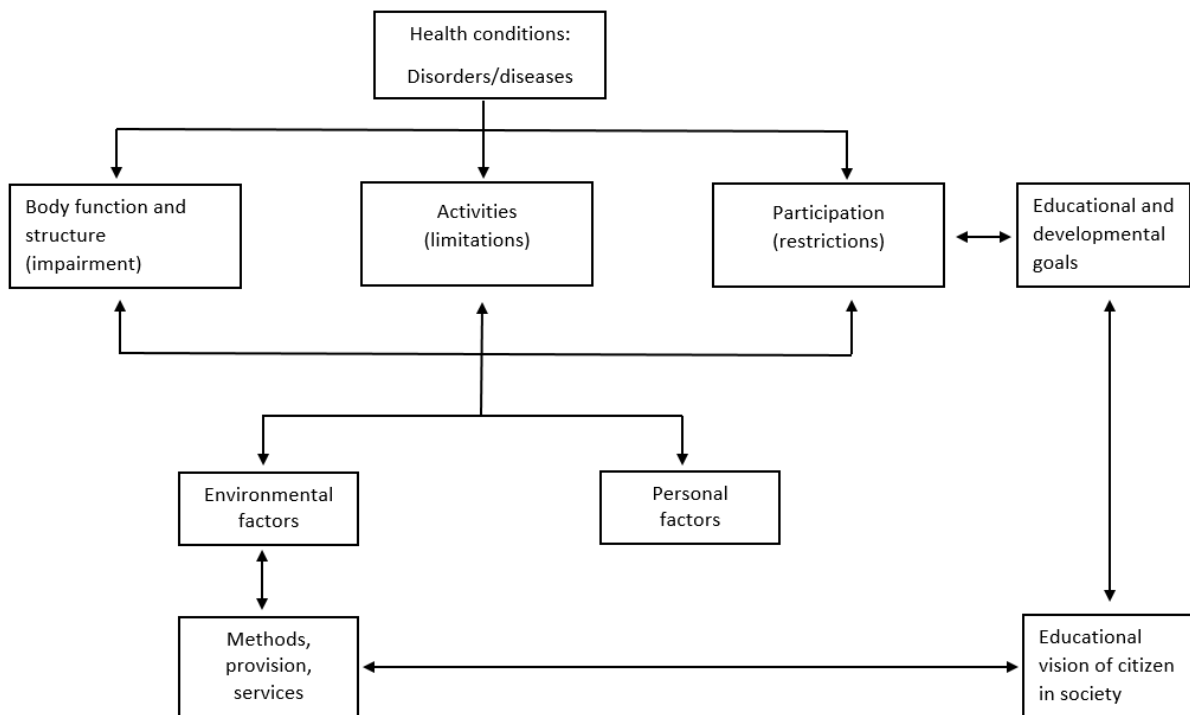 Health conditions:
Disorders/diseases
Body function and
structure
(impairment)
Activities
(limitations)
Participation
(restrictions)
Educational and
developmental
goals
Environmental
factors
Personal
factors
Methods,
provision,
services
Educational
vision of citizen
in society